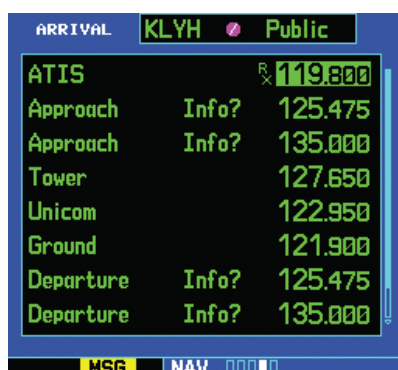 ARRIVAL KLYH Public
ATIS Rx 119.800
Approach Info? 125.475
Approach Info? 135.000
Tower 127.650
Unicom 122.950
Ground 121.900
Departure Info? 125.475
Departure Info? 135.000
MSG NAV